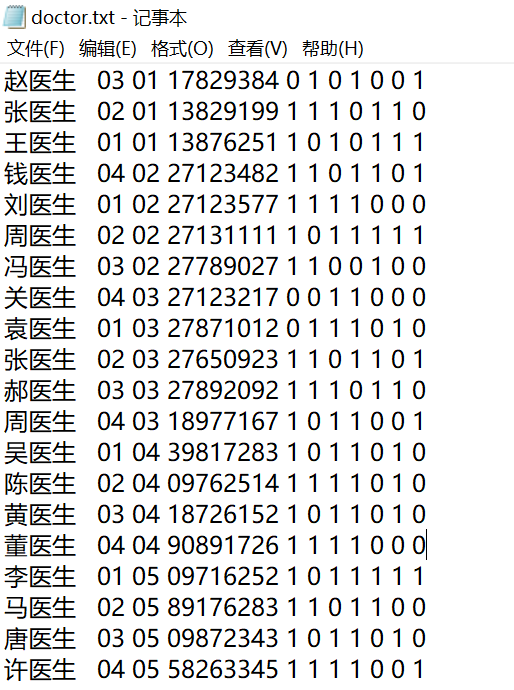 doctor.txt - 记事本
文件(F) 编辑(E) 格式(O) 查看(V) 帮助(H)
赵医生 03 01 17829384 0 1 0 1 0 0 1
张医生 02 01 13829199 1 1 1 0 1 1 0
王医生 01 01 13876251 1 0 1 0 1 1 1
钱医生 04 02 27123482 1 1 0 1 1 0 1
刘医生 01 02 27123577 1 1 1 1 0 0 0
周医生 02 02 27131111 1 0 1 1 1 1 1
冯医生 03 02 27789027 1 1 0 0 1 0 0
关医生 04 03 27123217 0 0 1 1 0 0 0
袁医生 01 03 27871012 0 1 1 1 0 1 0
张医生 02 03 27650923 1 1 0 1 1 0 1
郝医生 03 03 27892092 1 1 1 0 1 1 0
周医生 04 03 18977167 1 0 1 1 0 0 1
吴医生 01 04 39817283 1 0 1 1 0 1 0
陈医生 02 04 09762514 1 1 1 1 0 1 0
黄医生 03 04 18726152 1 0 1 1 0 1 0
董医生 04 04 90891726 1 1 1 1 0 0 0
李医生 01 05 09716252 1 0 1 1 1 1 1
马医生 02 05 89176283 1 1 0 1 1 0 0
唐医生 03 05 09872343 1 0 1 1 0 1 0
许医生 04 05 58263345 1 1 1 1 0 0 1